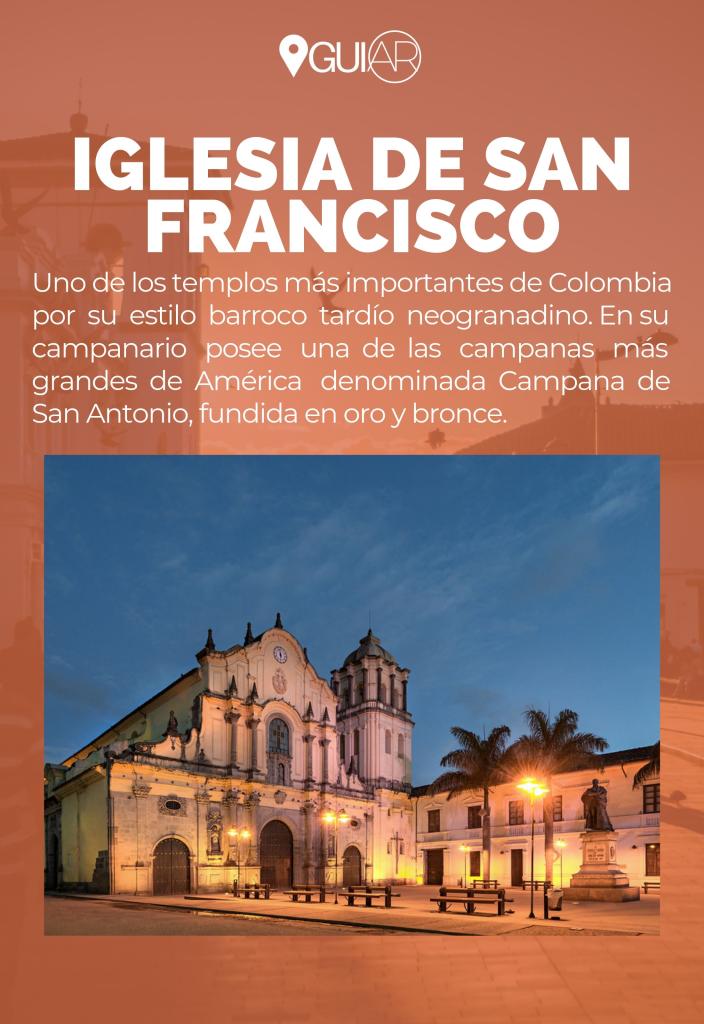 GUIAR
IGLESIA DE SAN
FRANCISCO
Uno de los templos más importantes de Colombia
por su estilo barroco tardío neogranadino. En su
campanario posee una de las campanas más
grandes de América denominada Campana de
San Antonio, fundida en oro y bronce.